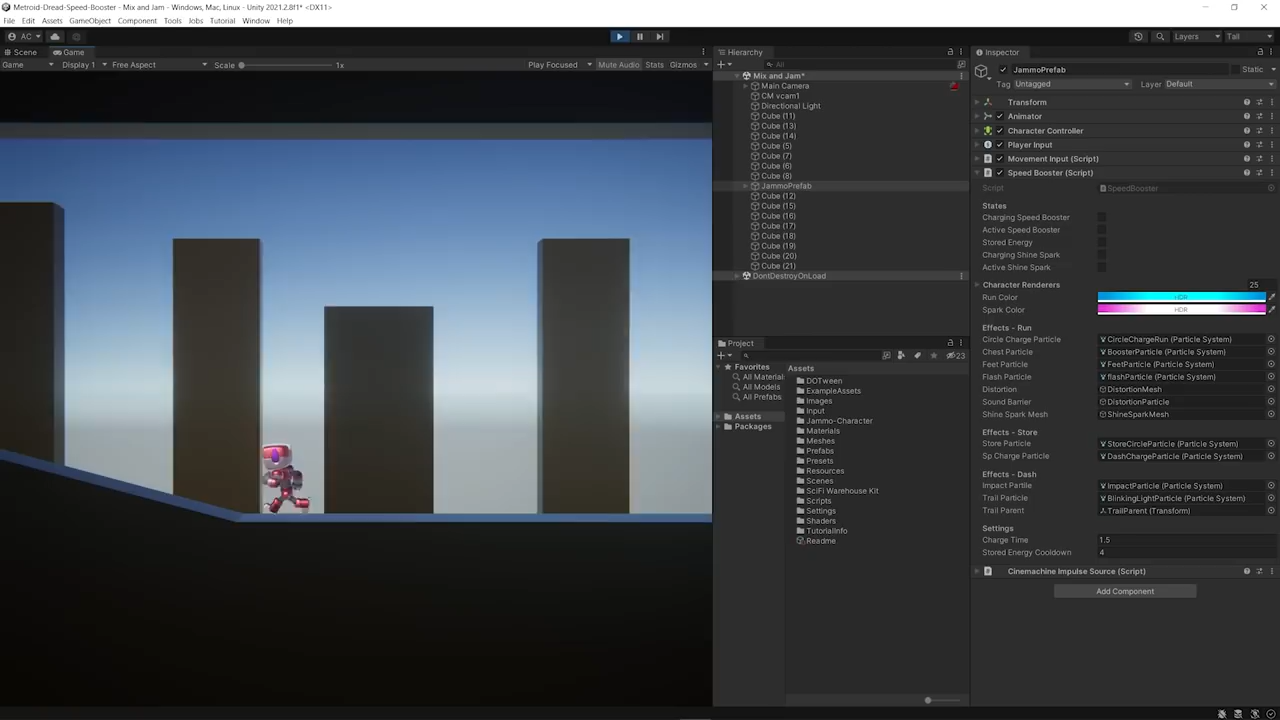 Metroid-Dread-Speed-Booster - Mix and Jam - Windows, Mac, Linux - Unity 2021.2.8f1* <DX11>
File Edit Assets GameObject Component Tools Jobs Tutorial Window Help
AC Layers Tall
Scene Game
Game Display 1 Free Aspect Scale 1x Play Focused Mute Audio Stats Gizmos
Hierarchy
All
Mix and Jam*
Main Camera
CM vcam1
Directional Light
Cube (11)
Cube (13)
Cube (14)
Cube (5)
Cube (7)
Cube (6)
Cube (8)
JammoPrefab
Cube (12)
Cube (15)
Cube (16)
Cube (17)
Cube (18)
Cube (19)
Cube (20)
Cube (21)
DontDestroyOnLoad
Project
23
Favorites
All Material
All Models
All Prefabs
Assets
Packages
Assets
DOTween
ExampleAssets
Images
Input
Jammo-Character
Materials
Meshes
Prefabs
Presets
Resources
Scenes
SciFi Warehouse Kit
Scripts
Settings
Shaders
TutorialInfo
Readme
Inspector
JammoPrefab Static
Tag Untagged Layer Default
Transform
Animator
Character Controller
Player Input
Movement Input (Script)
Speed Booster (Script)
Script SpeedBooster
States
Charging Speed Booster
Active Speed Booster
Stored Energy
Charging Shine Spark
Active Shine Spark
Character Renderers 25
Run Color HDR
Spark Color HDR
Effects - Run
Circle Charge Particle CircleChargeRun (Particle System)
Chest Particle BoosterParticle (Particle System)
Feet Particle FeetParticle (Particle System)
Flash Particle flashParticle (Particle System)
Distortion DistortionMesh
Sound Barrier DistortionParticle
Shine Spark Mesh ShineSparkMesh
Effects - Store
Store Particle StoreCircleParticle (Particle System)
Sp Charge Particle DashChargeParticle (Particle System)
Effects - Dash
Impact Partile ImpactParticle (Particle System)
Trail Particle BlinkingLightParticle (Particle System)
Trail Parent TrailParent (Transform)
Settings
Charge Time 1.5
Stored Energy Cooldown 4
Cinemachine Impulse Source (Script)
Add Component